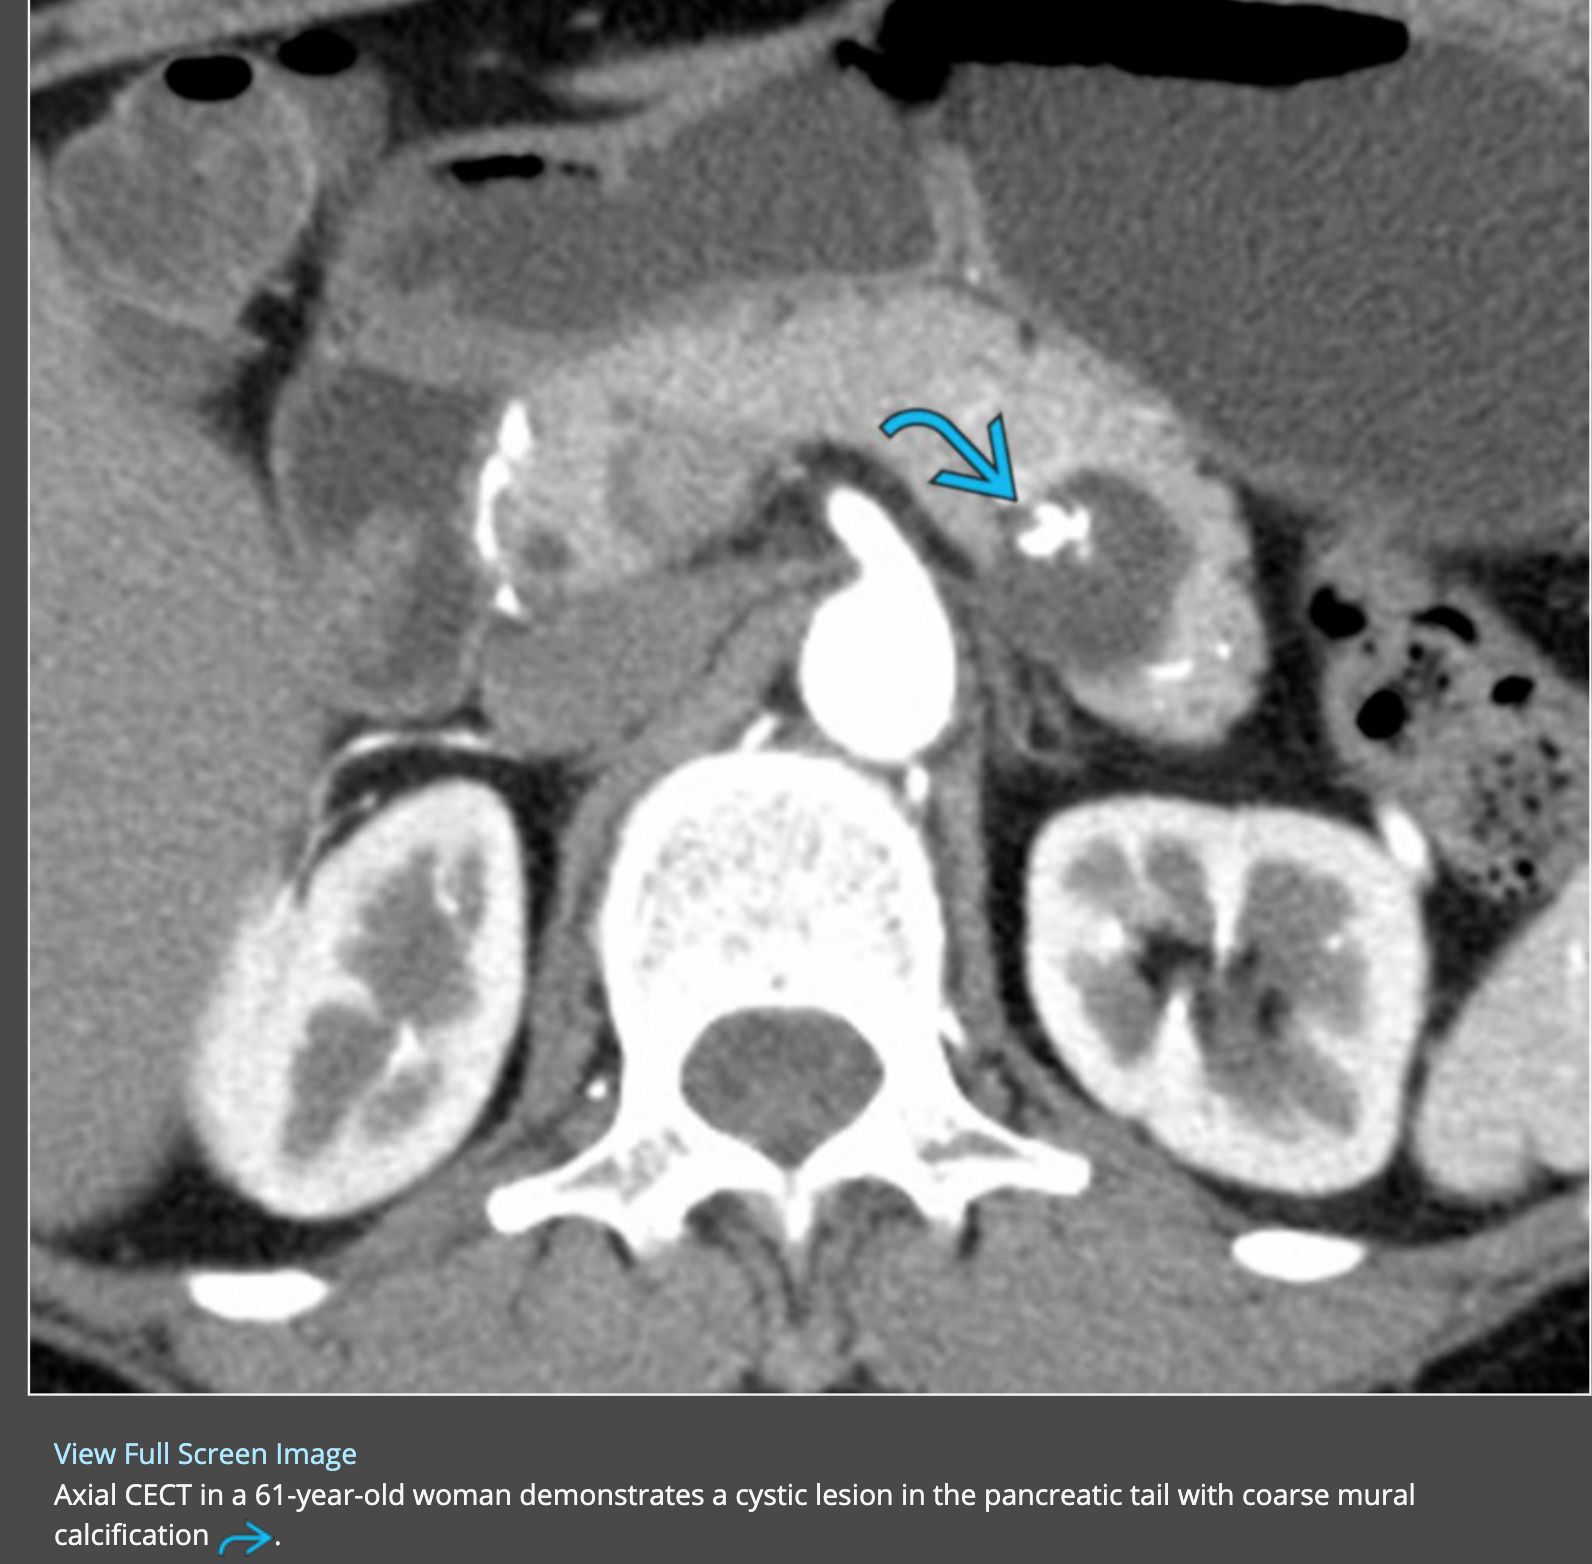 View Full Screen Image
Axial CECT in a 61-year-old woman demonstrates a cystic lesion in the pancreatic tail with coarse mural
calcification .